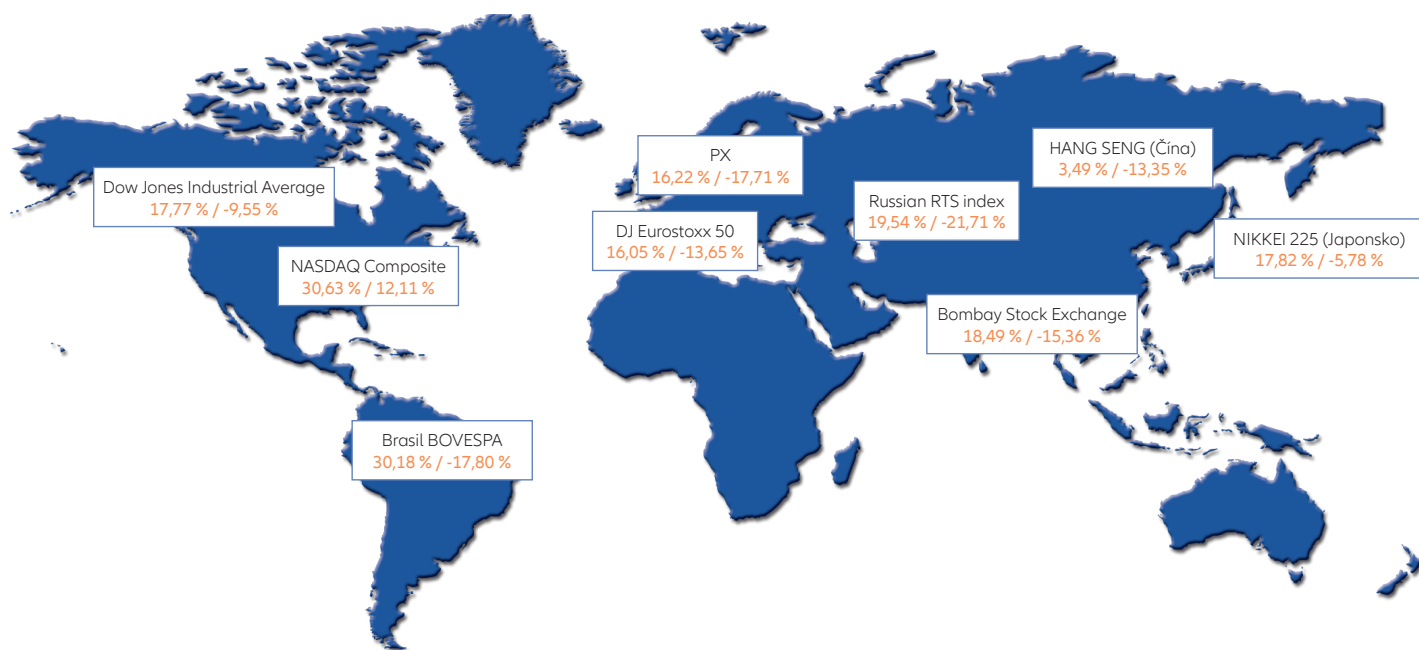 Dow Jones Industrial Average
17,77 % / -9,55 %
NASDAQ Composite
30,63 % / 12,11 %
Brasil BOVESPA
30,18 % / -17,80 %
PX
16,22 % / -17,71 %
DJ Eurostoxx 50
16,05 % / -13,65 %
Russian RTS index
19,54 % / -21,71 %
HANG SENG (Čína)
3,49 % / -13,35 %
NIKKEI 225 (Japonsko)
17,82 % / -5,78 %
Bombay Stock Exchange
18,49 % / -15,36 %